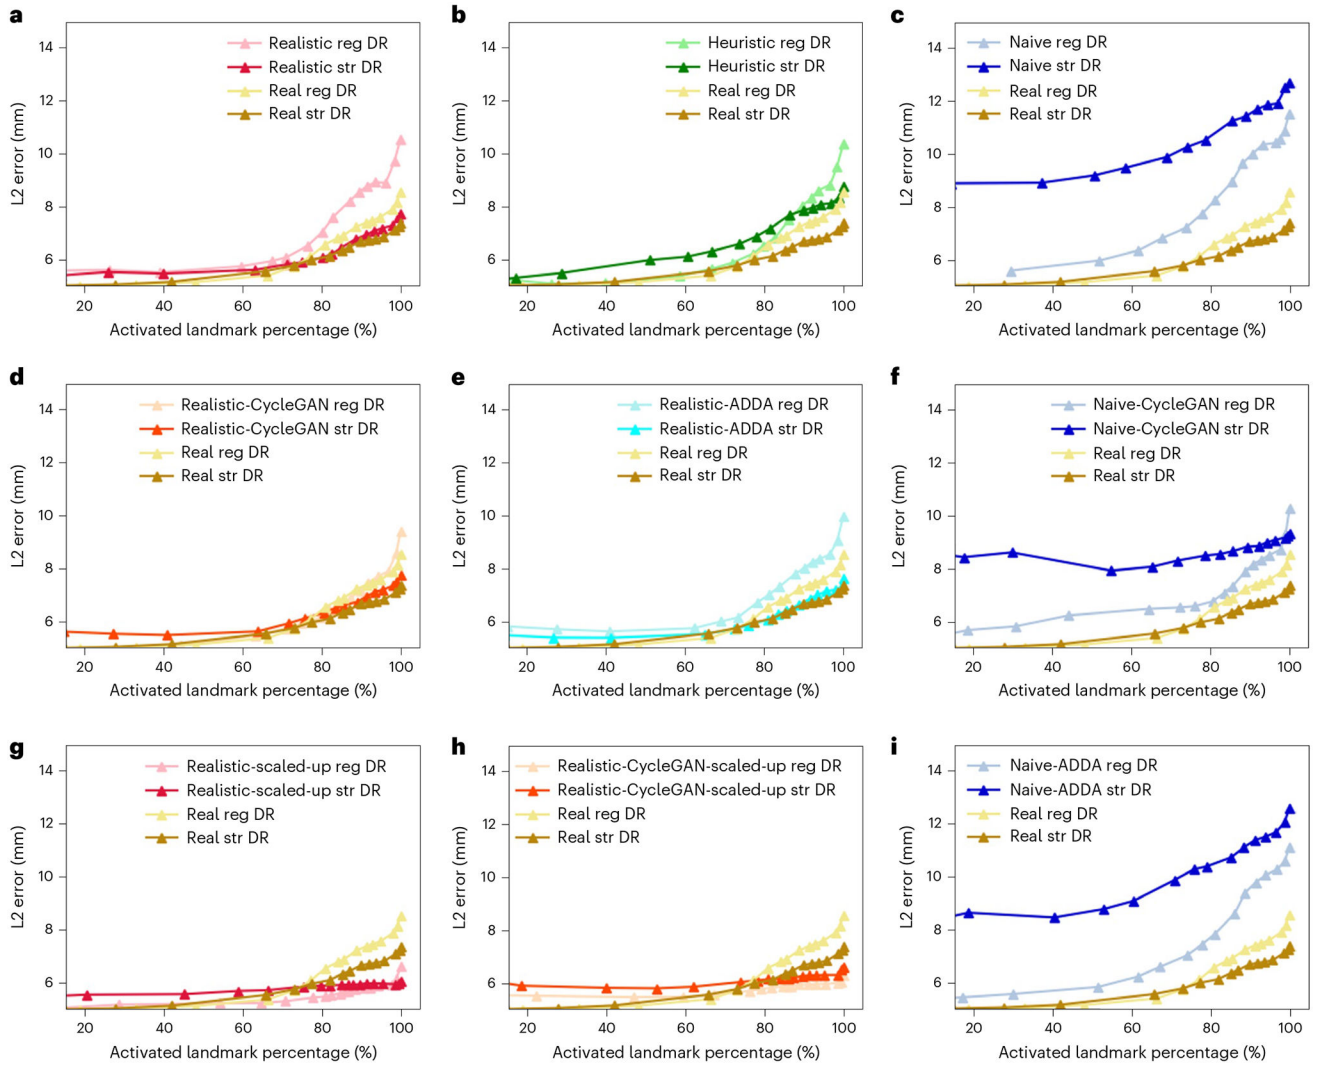 a
14
12
10
8
6
L2 error (mm)
Realistic reg DR
Realistic str DR
Real reg DR
Real str DR
20 40 60 80 100
Activated landmark percentage (%)
b
14
12
10
8
6
L2 error (mm)
Heuristic reg DR
Heuristic str DR
Real reg DR
Real str DR
20 40 60 80 100
Activated landmark percentage (%)
c
14
12
10
8
6
L2 error (mm)
Naive reg DR
Naive str DR
Real reg DR
Real str DR
20 40 60 80 100
Activated landmark percentage (%)
d
14
12
10
8
6
L2 error (mm)
Realistic-CycleGAN reg DR
Realistic-CycleGAN str DR
Real reg DR
Real str DR
20 40 60 80 100
Activated landmark percentage (%)
e
14
12
10
8
6
L2 error (mm)
Realistic-ADDA reg DR
Realistic-ADDA str DR
Real reg DR
Real str DR
20 40 60 80 100
Activated landmark percentage (%)
f
14
12
10
8
6
L2 error (mm)
Naive-CycleGAN reg DR
Naive-CycleGAN str DR
Real reg DR
Real str DR
20 40 60 80 100
Activated landmark percentage (%)
g
14
12
10
8
6
L2 error (mm)
Realistic-scaled-up reg DR
Realistic-scaled-up str DR
Real reg DR
Real str DR
20 40 60 80 100
Activated landmark percentage (%)
h
14
12
10
8
6
L2 error (mm)
Realistic-CycleGAN-scaled-up reg DR
Realistic-CycleGAN-scaled-up str DR
Real reg DR
Real str DR
20 40 60 80 100
Activated landmark percentage (%)
i
14
12
10
8
6
L2 error (mm)
Naive-ADDA reg DR
Naive-ADDA str DR
Real reg DR
Real str DR
20 40 60 80 100
Activated landmark percentage (%)